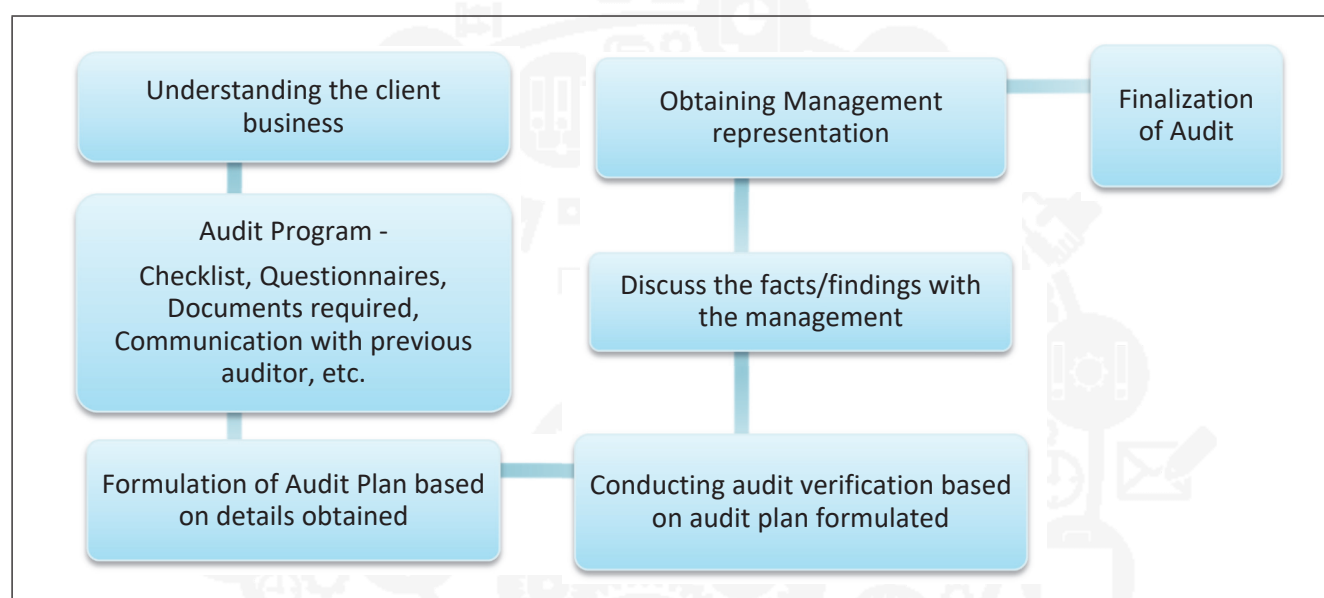 Understanding the client
business
Audit Program -
Checklist, Questionnaires,
Documents required,
Communication with previous
auditor, etc.
Formulation of Audit Plan based
on details obtained
Conducting audit verification based
on audit plan formulated
Discuss the facts/findings with
the management
Obtaining Management
representation
Finalization
of Audit